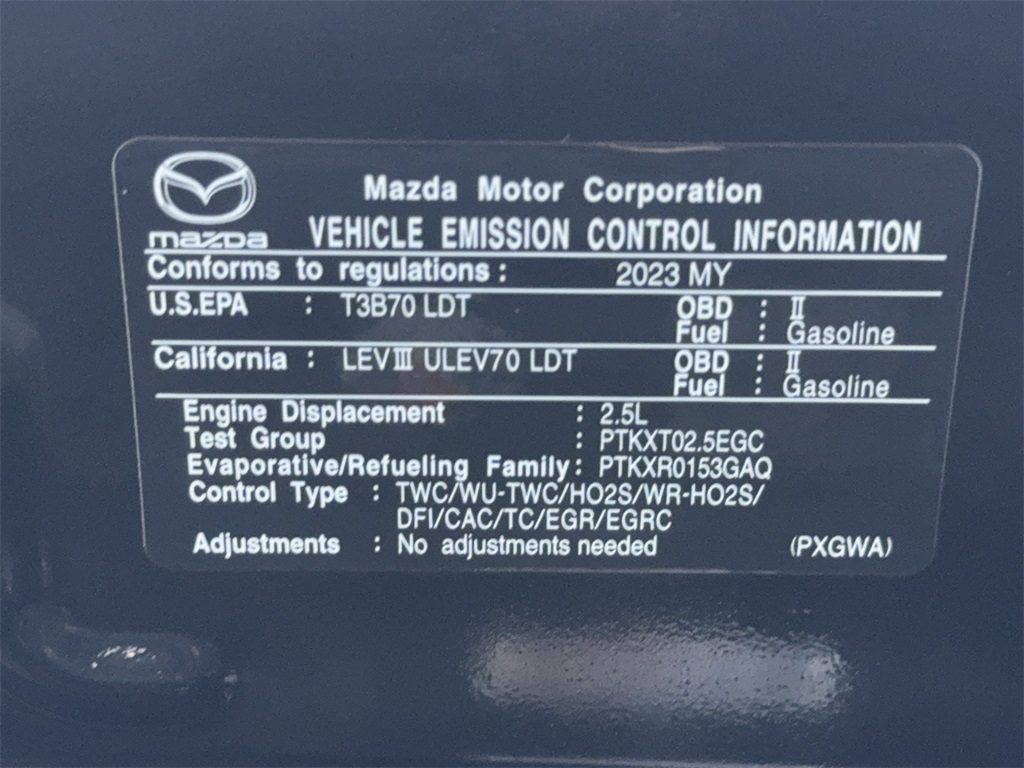 mazda
Mazda Motor Corporation
VEHICLE EMISSION CONTROL INFORMATION
Conforms to regulations : 2023 MY
U.S.EPA : T3B70 LDT OBD : II
Fuel : Gasoline
California : LEVIII ULEV70 LDT OBD : II
Fuel : Gasoline
Engine Displacement : 2.5L
Test Group : PTKXT02.5EGC
Evaporative/Refueling Family : PTKXR0153GAQ
Control Type : TWC/WU-TWC/HO2S/WR-HO2S/
DFI/CAC/TC/EGR/EGRC
Adjustments : No adjustments needed (PXGWA)